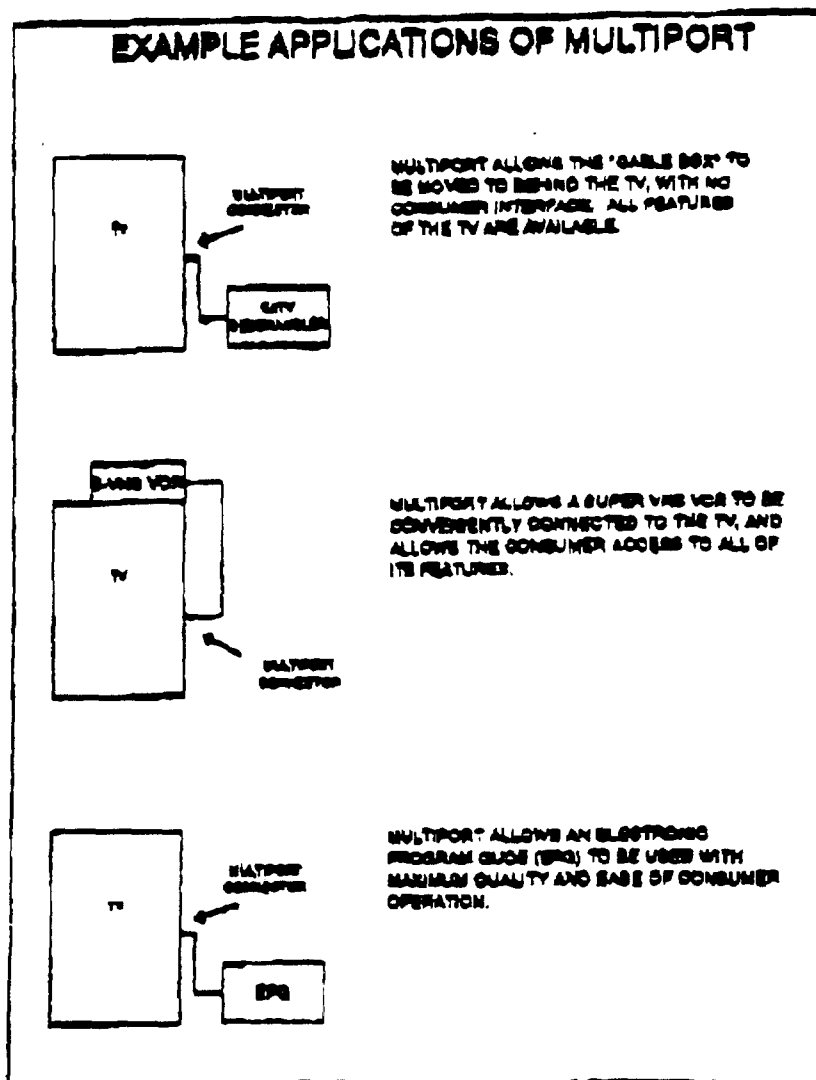 EXAMPLE APPLICATIONS OF MULTIPORT
MULTIPORT ALLOWS THE "CABLE BOX" TO
BE MOVED TO BEHIND THE TV, WITH NO
CONSUMER INTERFACE. ALL FEATURES
OF THE TV ARE AVAILABLE.
MULTIPORT
CONNECTOR
TV
CATV
DESCRAMBLER
S-VHS VCR
MULTIPORT ALLOWS A SUPER VHS VCR TO BE
CONVENIENTLY CONNECTED TO THE TV, AND
ALLOWS THE CONSUMER ACCESS TO ALL OF
ITS FEATURES.
TV
MULTIPORT
CONNECTOR
MULTIPORT ALLOWS AN ELECTRONIC
PROGRAM GUIDE (EPG) TO BE USED WITH
MAXIMUM QUALITY AND EASE OF CONSUMER
OPERATION.
MULTIPORT
CONNECTOR
TV
EPG